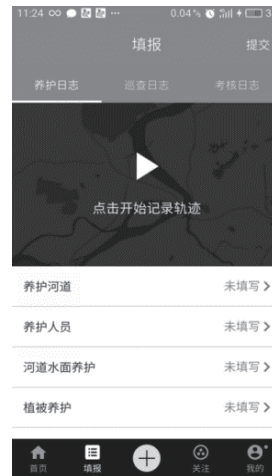 11:24 ... 0.04% 3
填报 提交
养护日志 巡查日志 考核日志
点击开始记录轨迹
养护河道 未填写
养护人员 未填写
河道水面养护 未填写
植被养护 未填写
首页 填报 关注 我的